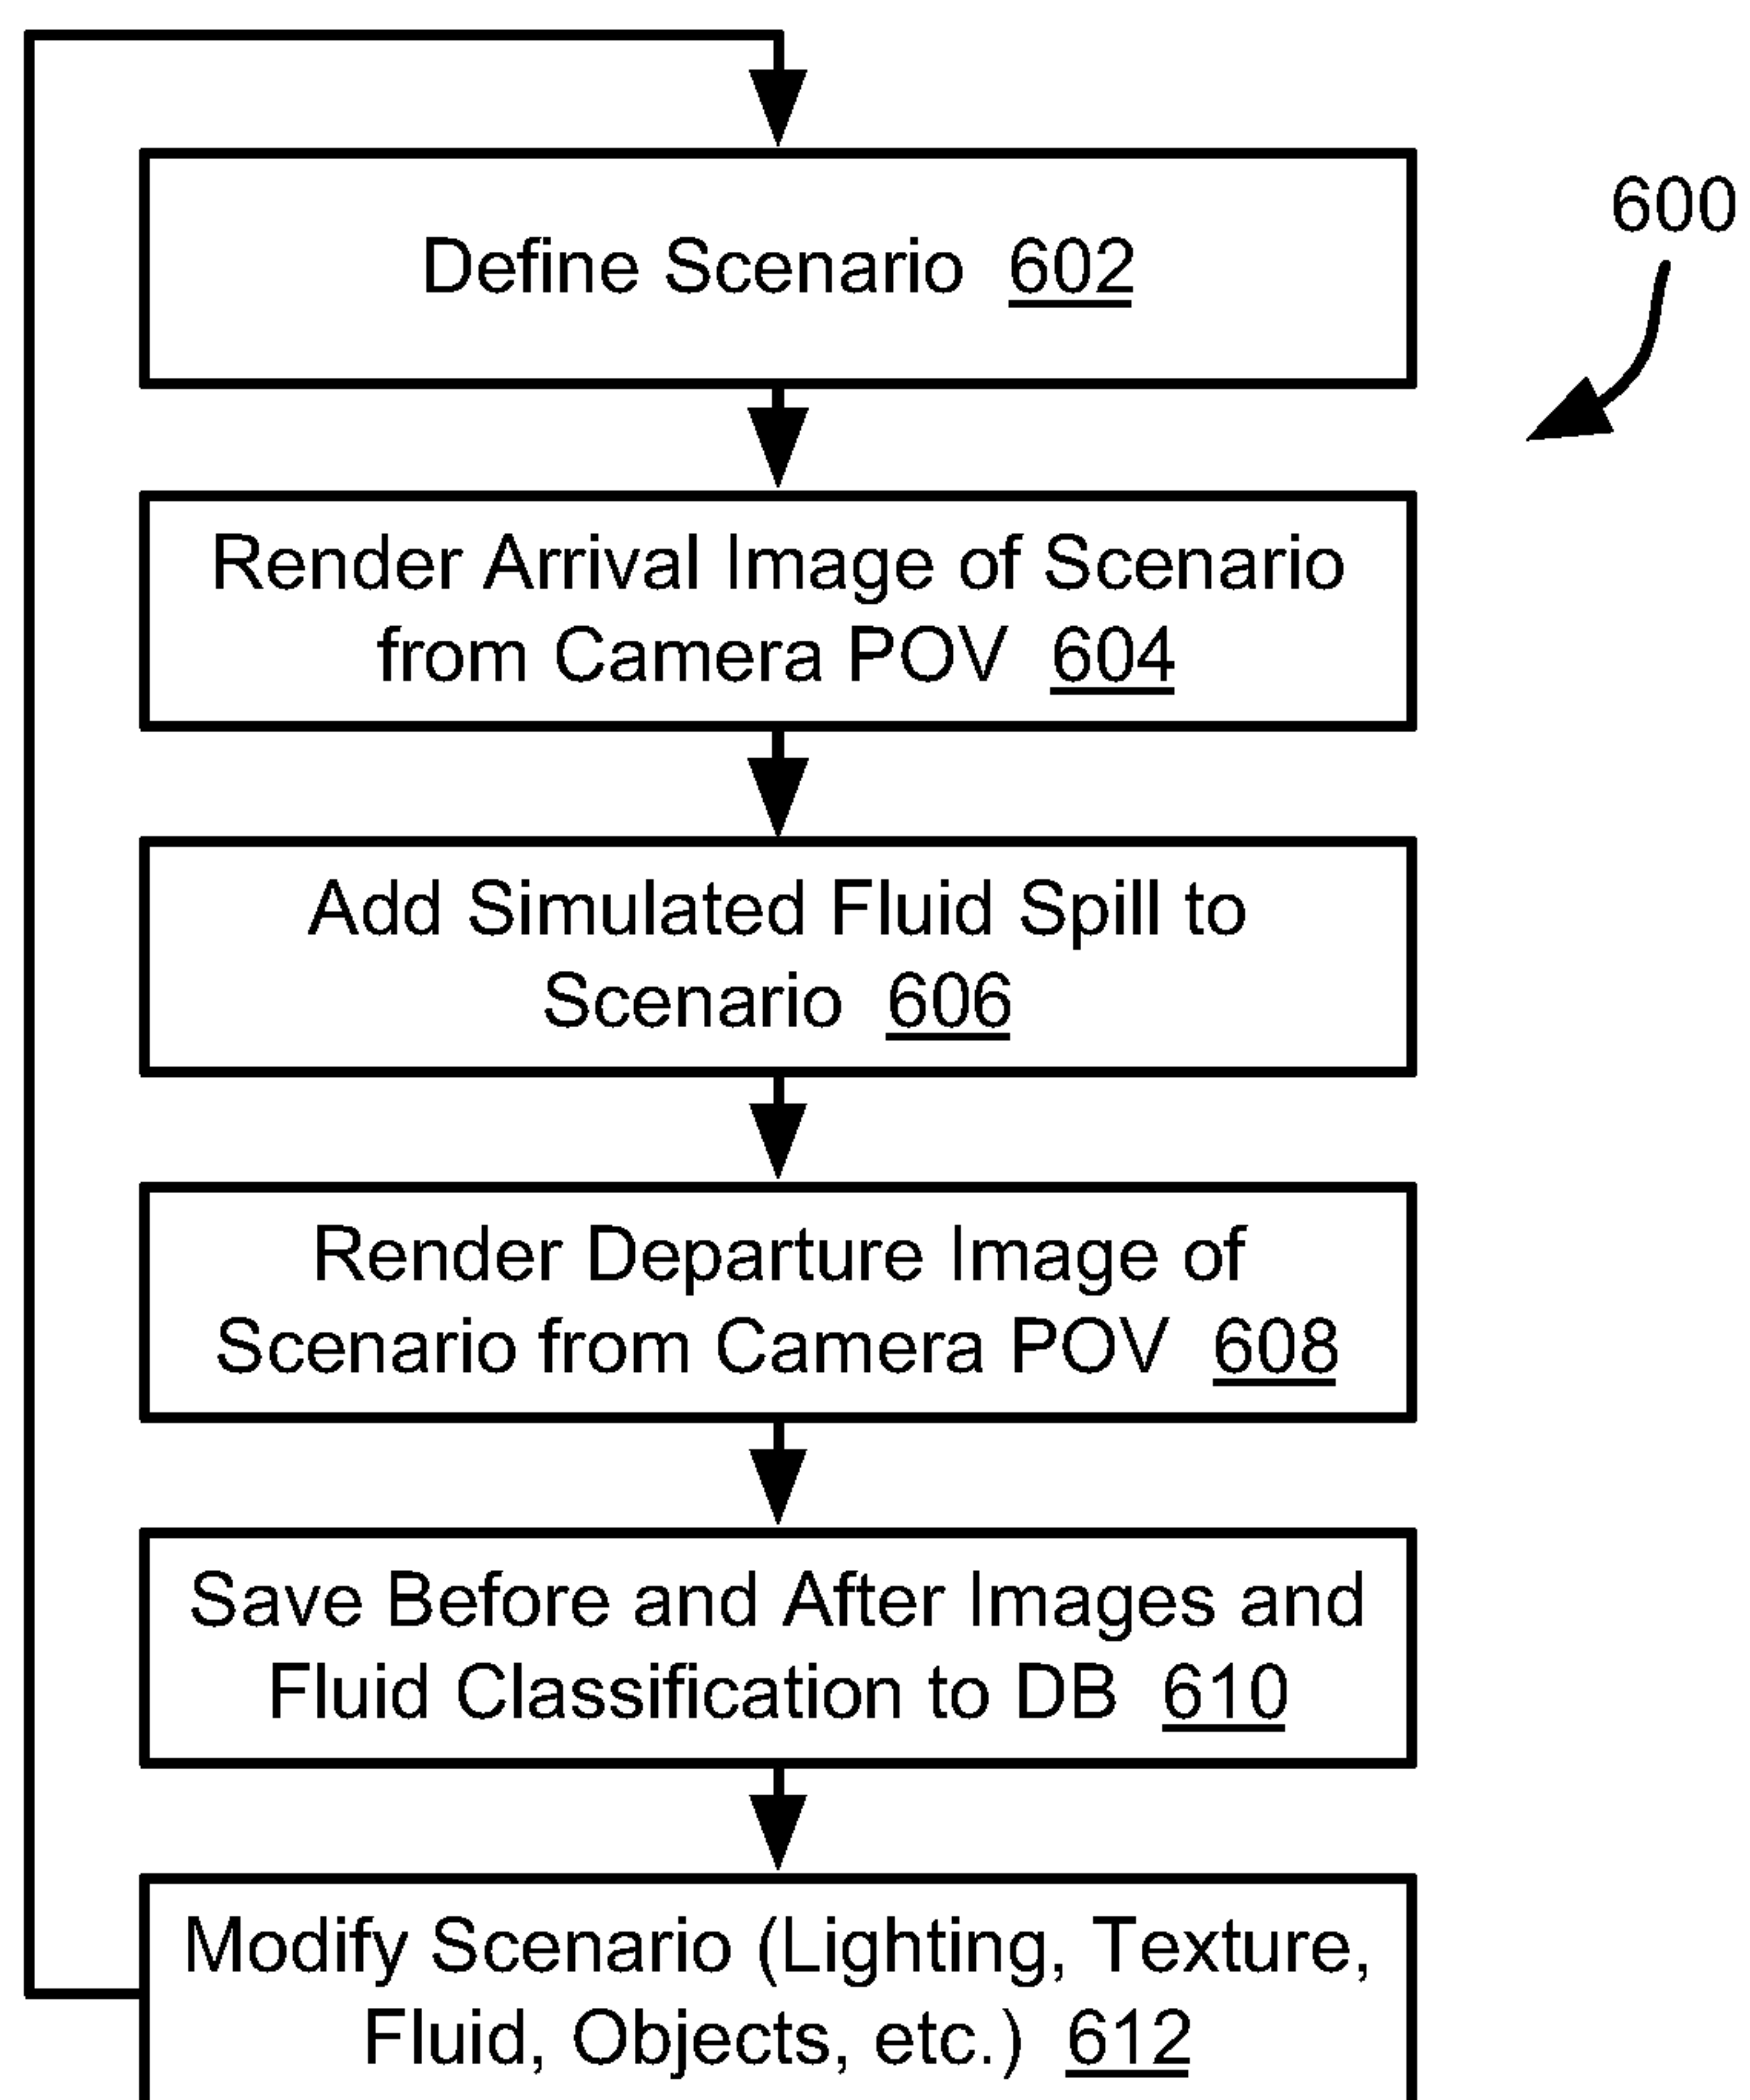 Define Scenario 602
600
Render Arrival Image of Scenario
from Camera POV 604
Add Simulated Fluid Spill to
Scenario 606
Render Departure Image of
Scenario from Camera POV 608
Save Before and After Images and
Fluid Classification to DB 610
Modify Scenario (Lighting, Texture,
Fluid, Objects, etc.) 612